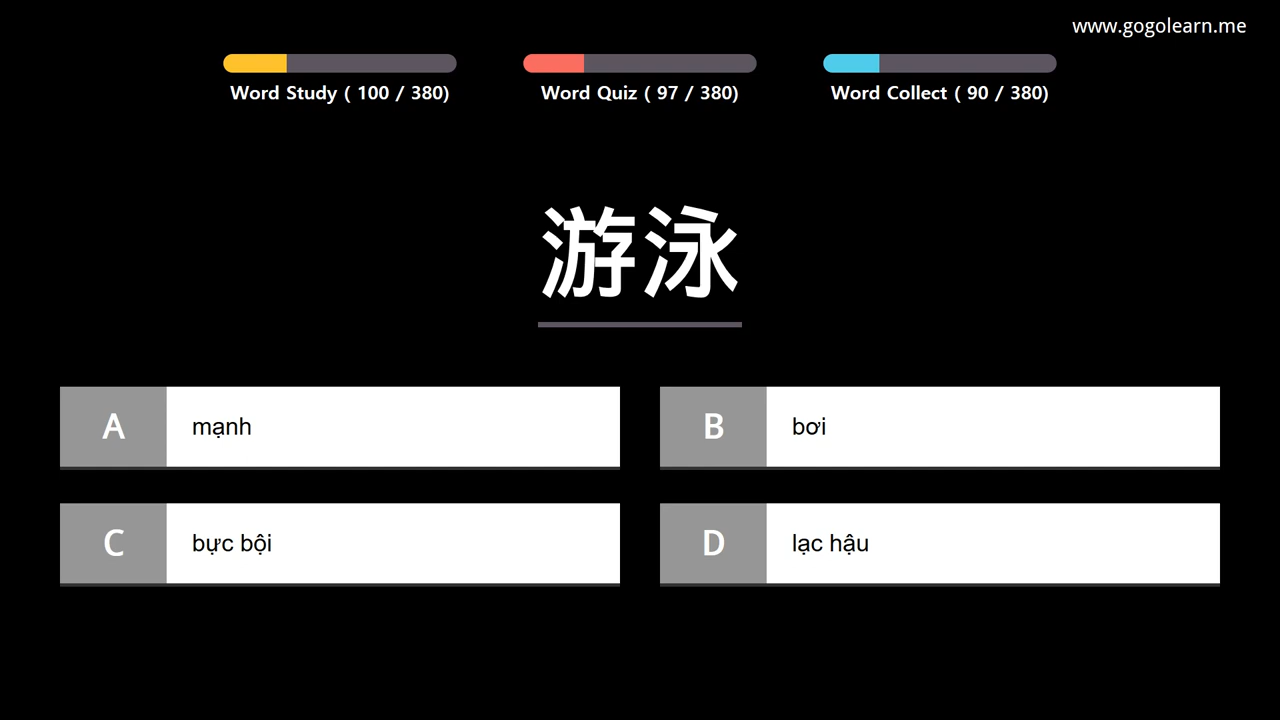 www.gogolearn.me
Word Study ( 100 / 380)
Word Quiz ( 97 / 380)
Word Collect ( 90 / 380)
游泳
A mạnh
B bơi
C bực bội
D lạc hậu